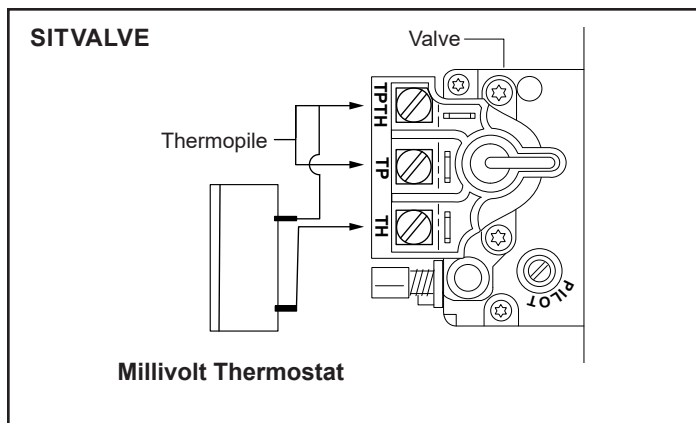 SITVALVE
Valve
TPTH
Thermopile
TP
TH
PILOT
Millivolt Thermostat